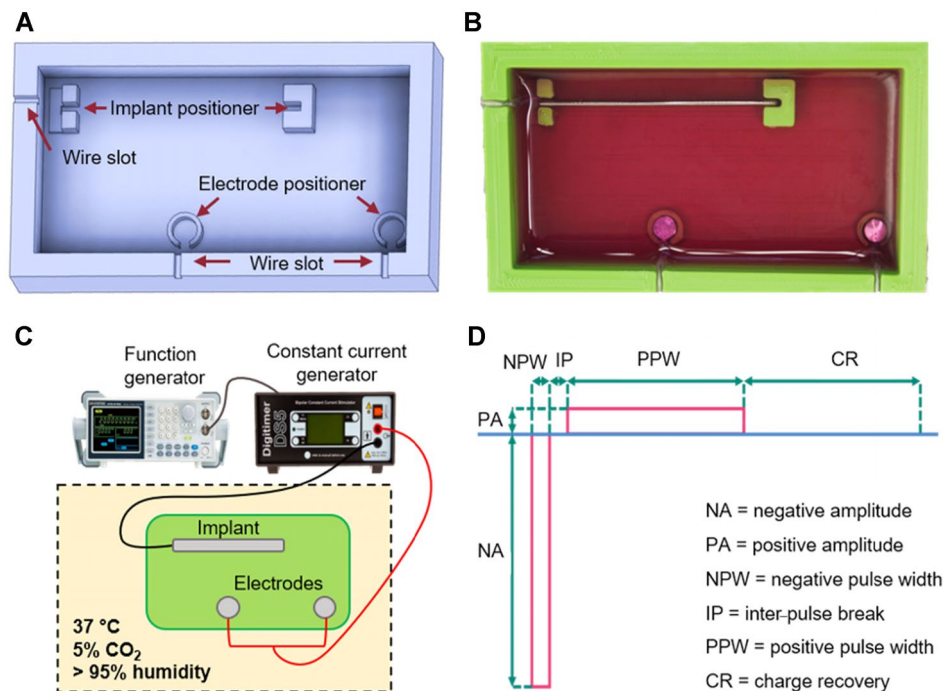 A
Implant positioner
Wire slot
Electrode positioner
Wire slot
B
C
Function
generator
Constant current
generator
Digitimer
DS5
Implant
Electrodes
37 °C
5% CO₂
> 95% humidity
D
NPW IP PPW CR
PA
NA
NA = negative amplitude
PA = positive amplitude
NPW = negative pulse width
IP = inter-pulse break
PPW = positive pulse width
CR = charge recovery